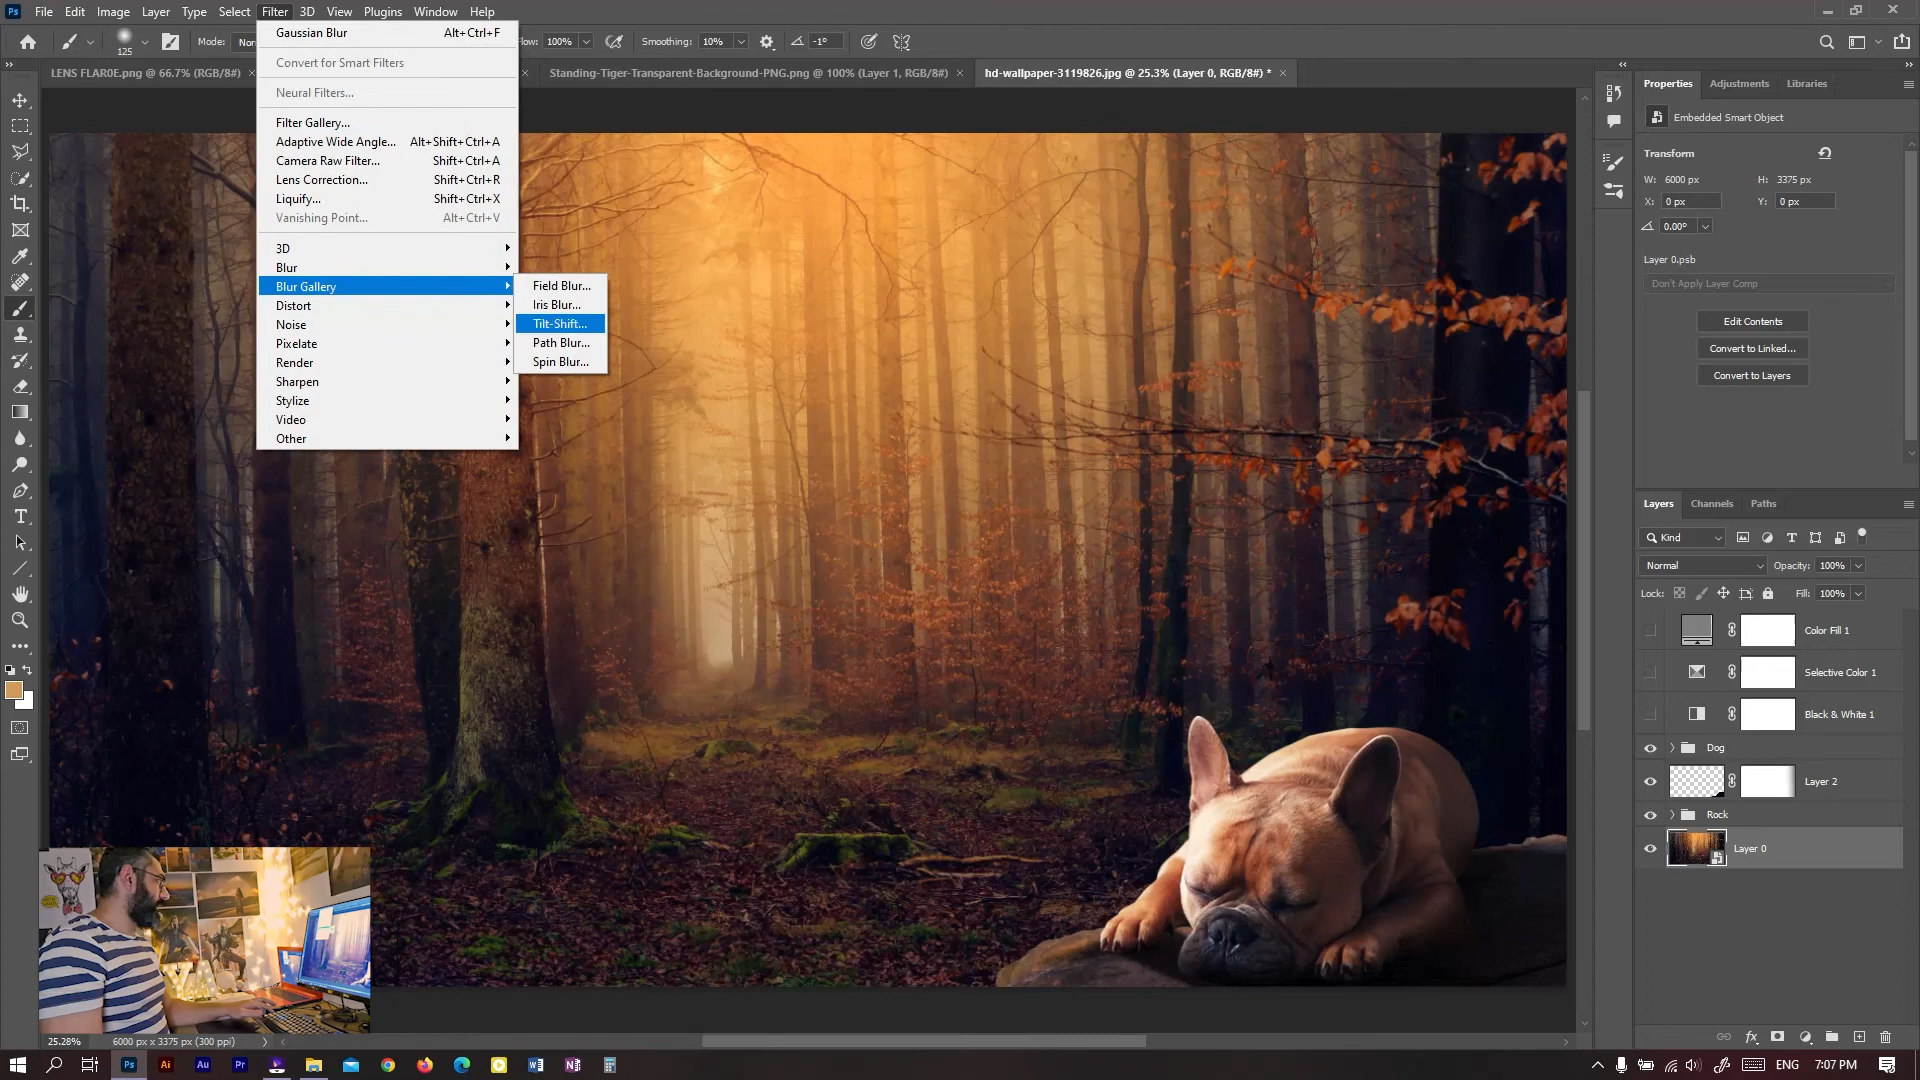 Ps File Edit Image Layer Type Select Filter 3D View Plugins Window Help
125 Mode: Flow: 100% Smoothing: 10% -1°
LENS FLAR0E.png @ 66.7% (RGB/8#) Standing-Tiger-Transparent-Background-PNG.png @ 100% (Layer 1, RGB/8#) hd-wallpaper-3119826.jpg @ 25.3% (Layer 0, RGB/8#) *
Gaussian Blur Alt+Ctrl+F
Convert for Smart Filters
Neural Filters...
Filter Gallery...
Adaptive Wide Angle... Alt+Shift+Ctrl+A
Camera Raw Filter... Shift+Ctrl+A
Lens Correction... Shift+Ctrl+R
Liquify... Shift+Ctrl+X
Vanishing Point... Alt+Ctrl+V
3D
Blur
Blur Gallery
Distort
Noise
Pixelate
Render
Sharpen
Stylize
Video
Other
Field Blur...
Iris Blur...
Tilt-Shift...
Path Blur...
Spin Blur...
Properties Adjustments Libraries
Embedded Smart Object
Transform
W: 6000 px H: 3375 px
X: 0 px Y: 0 px
0.00°
Layer 0.psb
Don't Apply Layer Comp
Edit Contents
Convert to Linked...
Convert to Layers
Layers Channels Paths
Kind
Normal Opacity: 100%
Lock: Fill: 100%
Color Fill 1
Selective Color 1
Black & White 1
Dog
Layer 2
Rock
Layer 0
25.28% 6000 px x 3375 px (300 ppi)
Ps Ai Au Pr ENG 7:07 PM